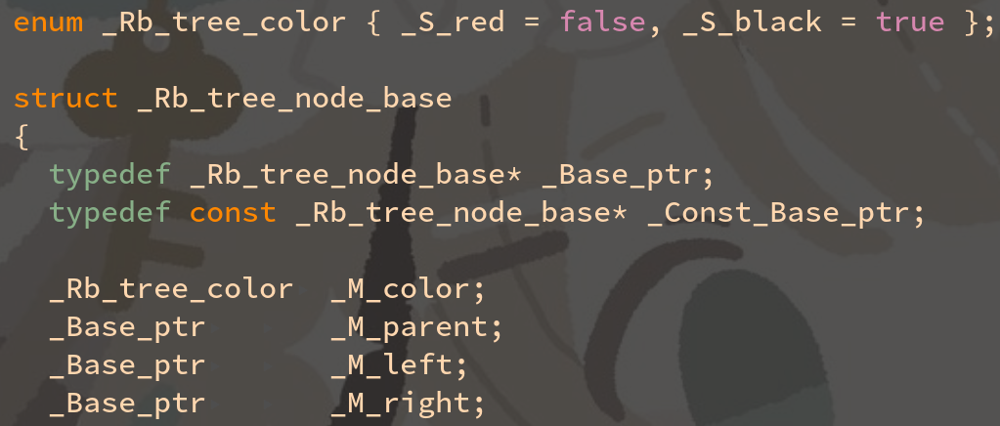 enum _Rb_tree_color { _S_red = false, _S_black = true };
struct _Rb_tree_node_base
{
typedef _Rb_tree_node_base* _Base_ptr;
typedef const _Rb_tree_node_base* _Const_Base_ptr;
_Rb_tree_color _M_color;
_Base_ptr _M_parent;
_Base_ptr _M_left;
_Base_ptr _M_right;